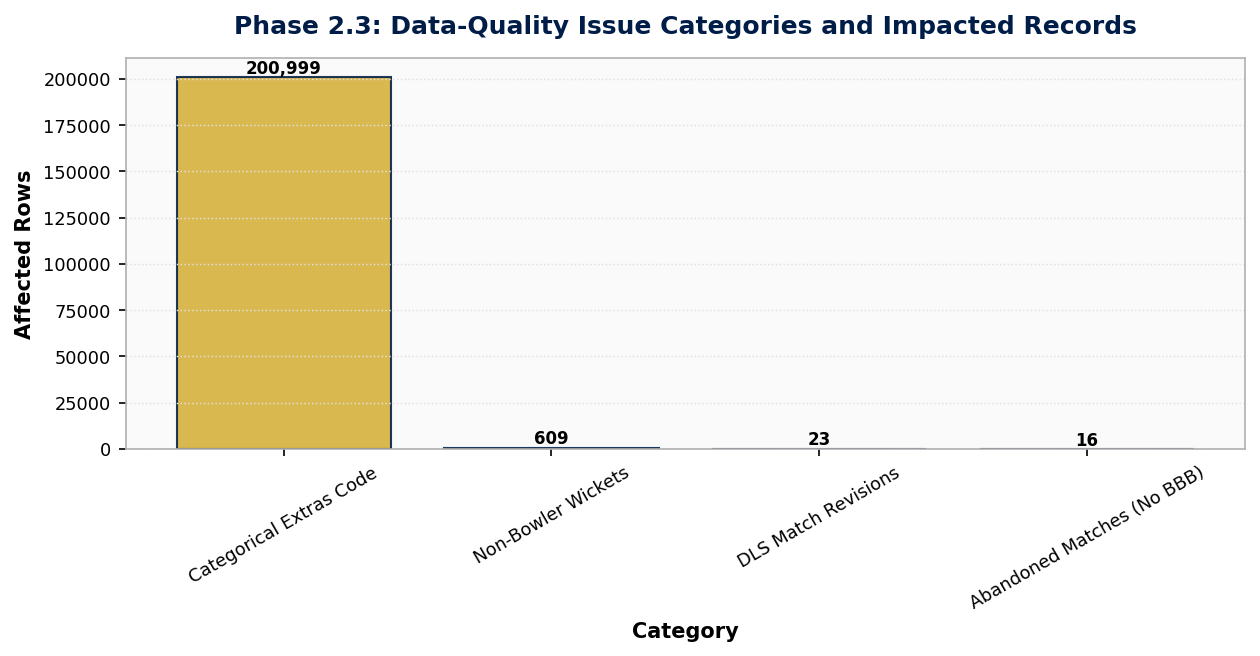 Phase 2.3: Data-Quality Issue Categories and Impacted Records
Affected Rows
200000
175000
150000
125000
100000
75000
50000
25000
0
200,999
609
23
16
Categorical Extras Code
Non-Bowler Wickets
DLS Match Revisions
Abandoned Matches (No BBB)
Category